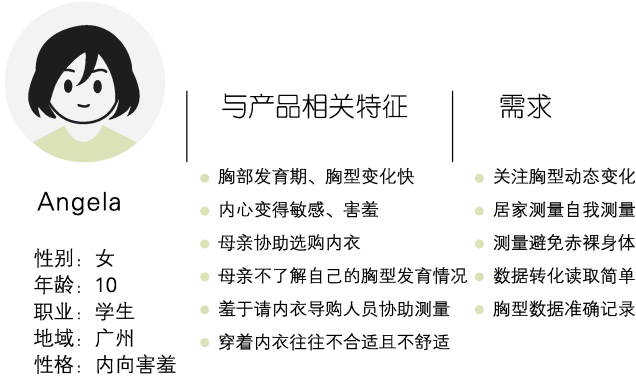 Angela
性别：女
年龄：10
职业：学生
地域：广州
性格：内向害羞
与产品相关特征
胸部发育期、胸型变化快
内心变得敏感、害羞
母亲协助选购内衣
母亲不了解自己的胸型发育情况
羞于请内衣导购人员协助测量
穿着内衣往往不合适且不舒适
需求
关注胸型动态变化
居家测量自我测量
测量避免赤裸身体
数据转化读取简单
胸型数据准确记录